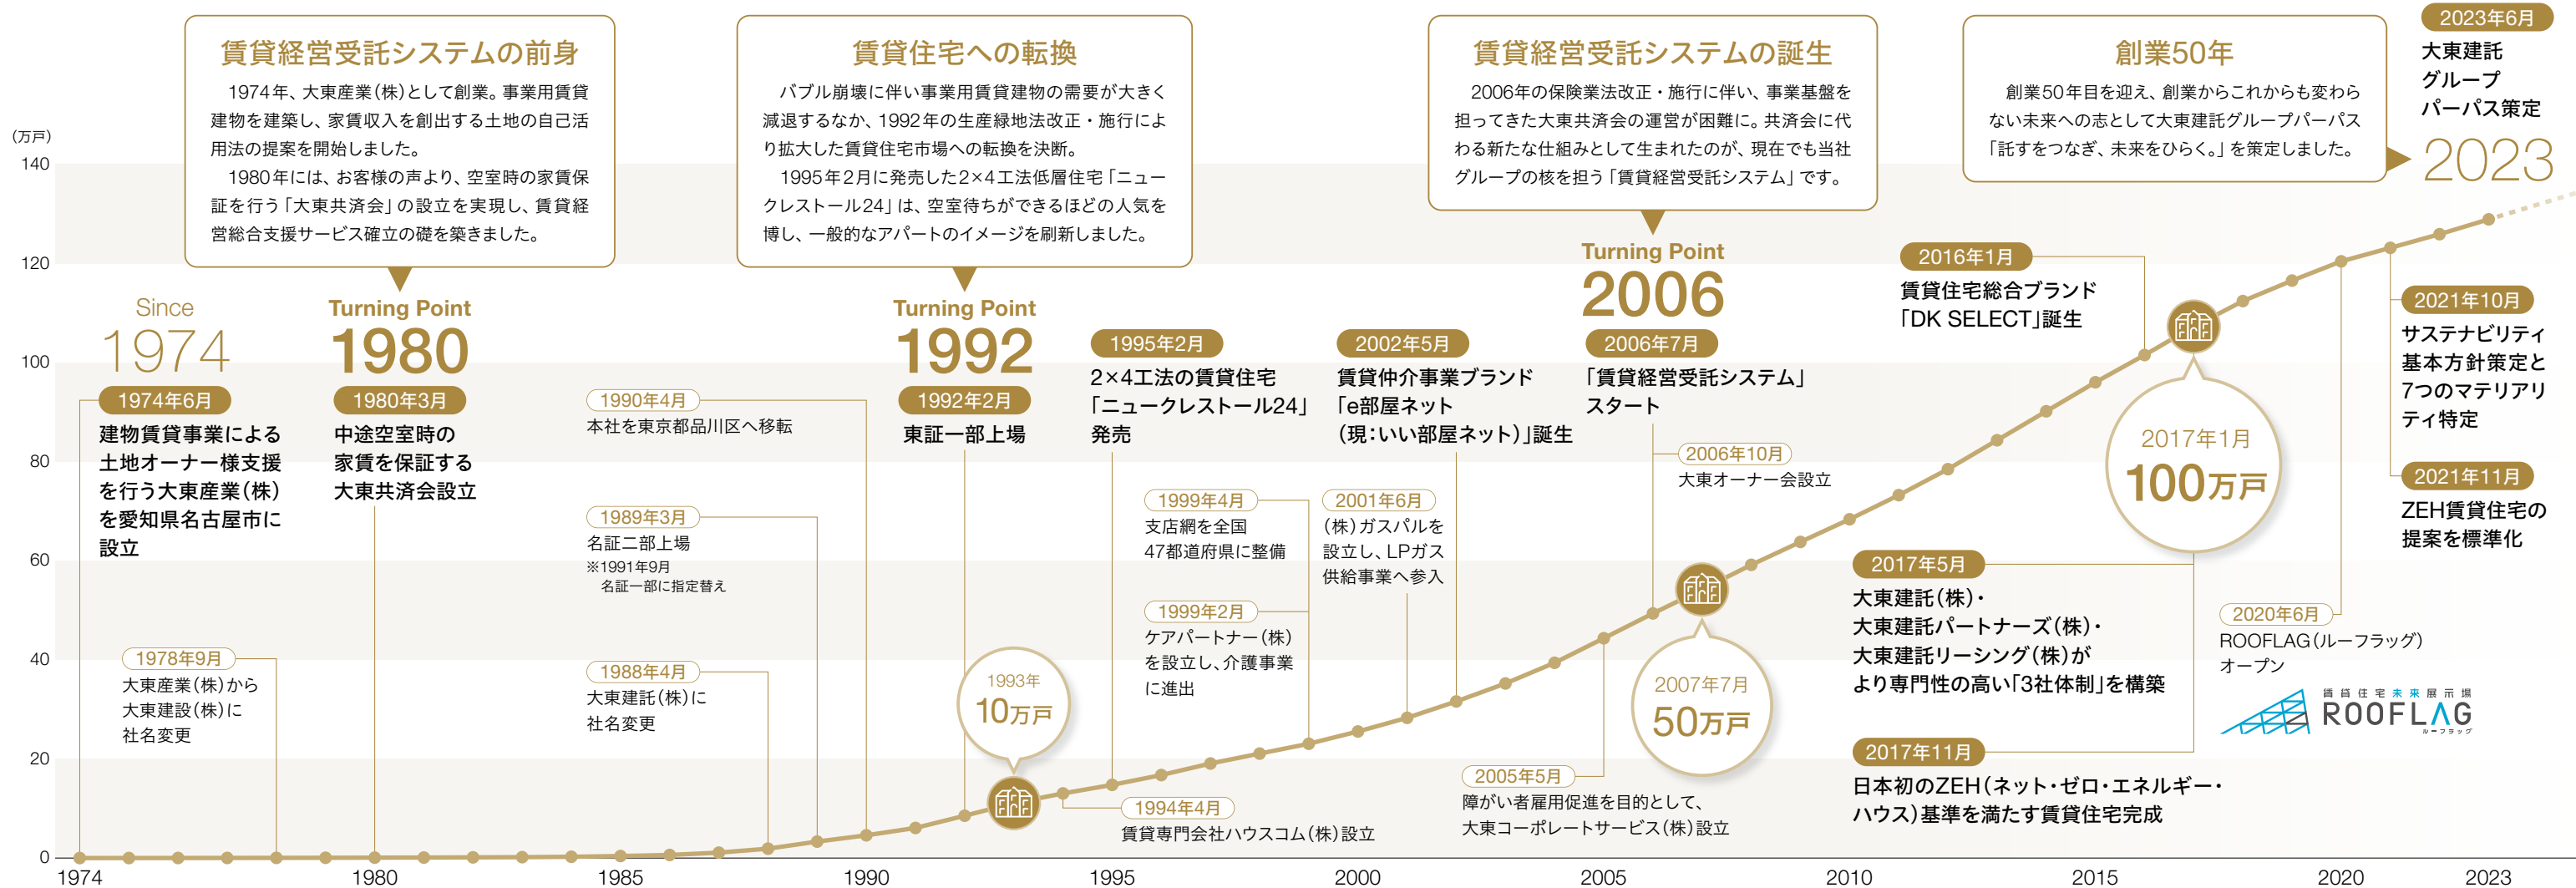 賃貸経営受託システムの前身
1974年、大東産業(株)として創業。事業用賃貸
建物を建築し、家賃収入を創出する土地の自己活
用法の提案を開始しました。
1980年には、お客様の声より、空室時の家賃保
証を行う「大東共済会」の設立を実現し、賃貸経
営総合支援サービス確立の礎を築きました。
賃貸住宅への転換
バブル崩壊に伴い事業用賃貸建物の需要が大きく
減退するなか、1992年の生産緑地法改正・施行によ
り拡大した賃貸住宅市場への転換を決断。
1995年2月に発売した2×4工法低層住宅「ニュー
クレストール24」は、空室待ちができるほどの人気を
博し、一般的なアパートのイメージを刷新しました。
賃貸経営受託システムの誕生
2006年の保険業法改正・施行に伴い、事業基盤を
担ってきた大東共済会の運営が困難に。共済会に代
わる新たな仕組みとして生まれたのが、現在でも当社
グループの核を担う「賃貸経営受託システム」です。
創業50年
創業50年目を迎え、創業からこれからも変わら
ない未来への志として大東建託グループパーパス
「託すをつなぎ、未来をひらく。」を策定しました。
2023年6月
大東建託
グループ
パーパス策定
2023
(万戸)
140
120
100
80
60
40
20
0
Since
1974
1974年6月
建物賃貸事業による
土地オーナー様支援
を行う大東産業(株)
を愛知県名古屋市に
設立
1978年9月
大東産業(株)から
大東建設(株)に
社名変更
Turning Point
1980
1980年3月
中途空室時の
家賃を保証する
大東共済会設立
1990年4月
本社を東京都品川区へ移転
1989年3月
名証二部上場
※1991年9月
名証一部に指定替え
1988年4月
大東建託(株)に
社名変更
Turning Point
1992
1992年2月
東証一部上場
1993年
10万戸
1995年2月
2×4工法の賃貸住宅
「ニュークレストール24」
発売
1994年4月
賃貸専門会社ハウスコム(株)設立
1999年4月
支店網を全国
47都道府県に整備
1999年2月
ケアパートナー(株)
を設立し、介護事業
に進出
2002年5月
賃貸仲介事業ブランド
「e部屋ネット
(現:いい部屋ネット)」誕生
2001年6月
(株)ガスパルを
設立し、LPガス
供給事業へ参入
Turning Point
2006
2006年7月
「賃貸経営受託システム」
スタート
2006年10月
大東オーナー会設立
2005年5月
障がい者雇用促進を目的として、
大東コーポレートサービス(株)設立
2007年7月
50万戸
2016年1月
賃貸住宅総合ブランド
「DK SELECT」誕生
2017年1月
100万戸
2017年5月
大東建託(株)・
大東建託パートナーズ(株)・
大東建託リーシング(株)が
より専門性の高い「3社体制」を構築
2017年11月
日本初のZEH(ネット・ゼロ・エネルギー・
ハウス)基準を満たす賃貸住宅完成
2020年6月
ROOFLAG(ルーフラッグ)
オープン
賃貸住宅未来展示場
ROOFLAG
ルーフラッグ
2021年10月
サステナビリティ
基本方針策定と
7つのマテリアリ
ティ特定
2021年11月
ZEH賃貸住宅の
提案を標準化
1974
1980
1985
1990
1995
2000
2005
2010
2015
2020
2023